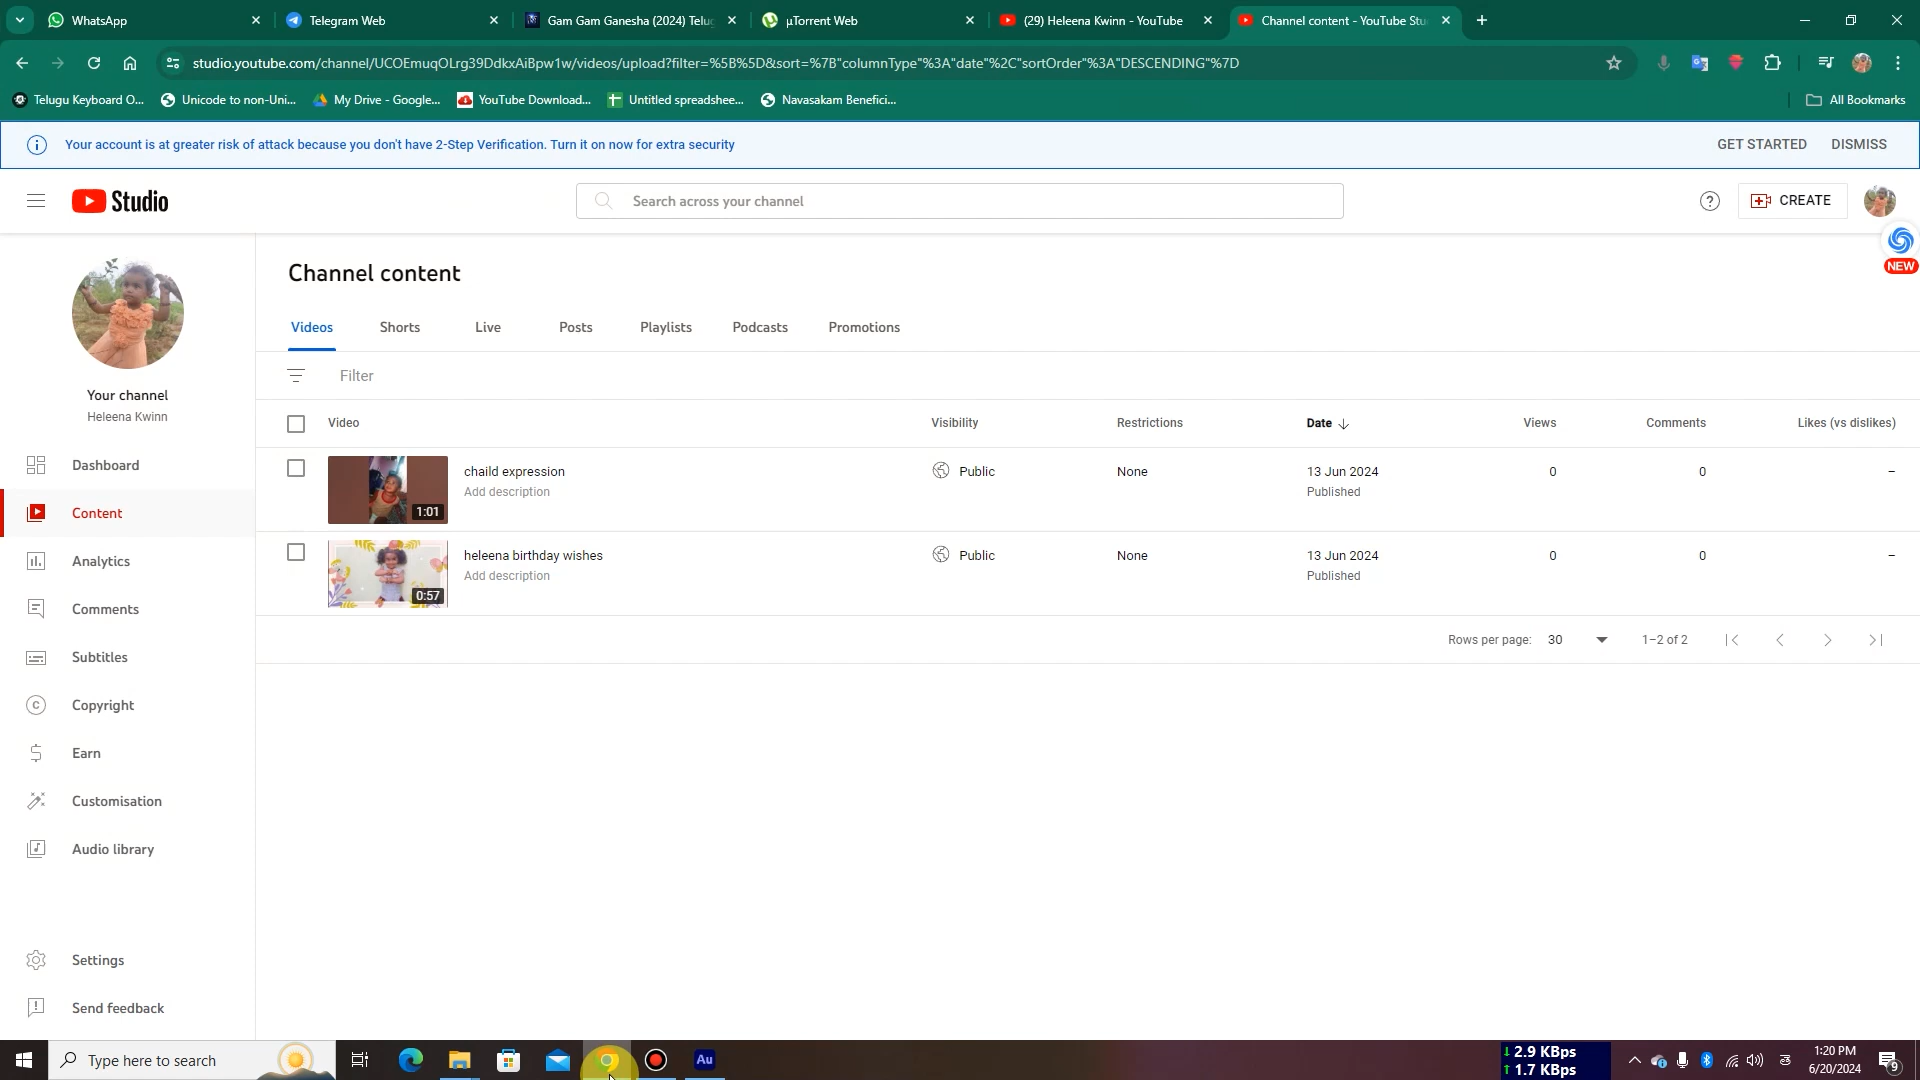 WhatsApp
Telegram Web
Gam Gam Ganesha (2024) Telug
µTorrent Web
(29) Heleena Kwinn - YouTube
Channel content - YouTube Stu
studio.youtube.com/channel/UCOEmuqOLrg39DdkxAiBpw1w/videos/upload?filter=%5B%5D&sort=%7B"columnType"%3A"date"%2C"sortOrder"%3A"DESCENDING"%7D
Telugu Keyboard O...
Unicode to non-Uni...
My Drive - Google...
YouTube Download...
Untitled spreadshee...
Navasakam Benefici...
All Bookmarks
Your account is at greater risk of attack because you don't have 2-Step Verification. Turn it on now for extra security
GET STARTED
DISMISS
Studio
Search across your channel
CREATE
NEW
Your channel
Heleena Kwinn
Dashboard
Content
Analytics
Comments
Subtitles
Copyright
Earn
Customisation
Audio library
Settings
Send feedback
Channel content
Videos Shorts Live Posts Playlists Podcasts Promotions
Filter
Video Visibility Restrictions Date Views Comments Likes (vs dislikes)
chaild expression Public None 13 Jun 2024 0 0 –
Add description Published
1:01
heleena birthday wishes Public None 13 Jun 2024 0 0 –
Add description Published
0:57
Rows per page: 30 1–2 of 2
Type here to search
Au
2.9 KBps
1.7 KBps
1:20 PM
6/20/2024
9